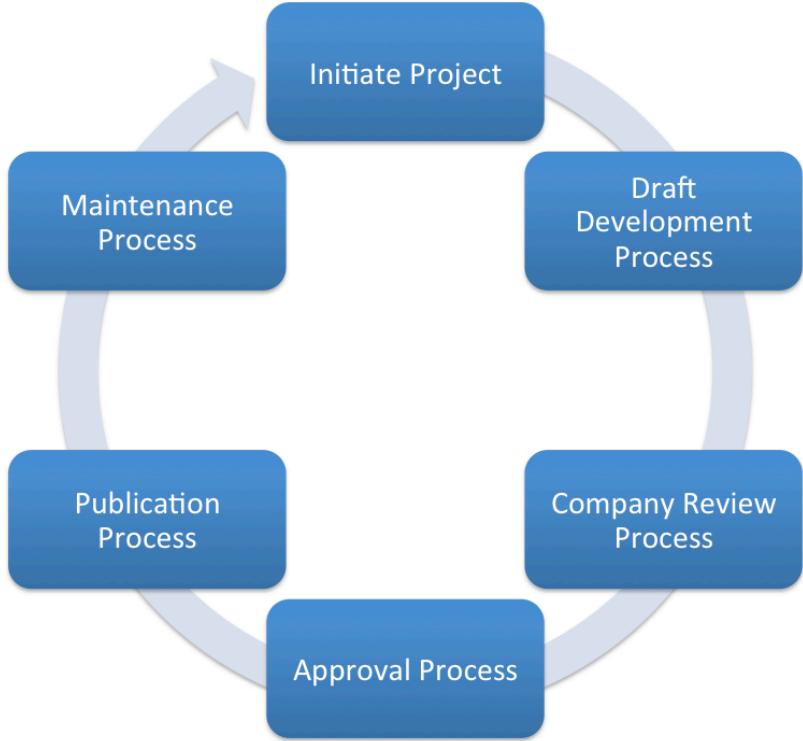 Initiate Project
Draft
Development
Process
Company Review
Process
Approval Process
Publication
Process
Maintenance
Process